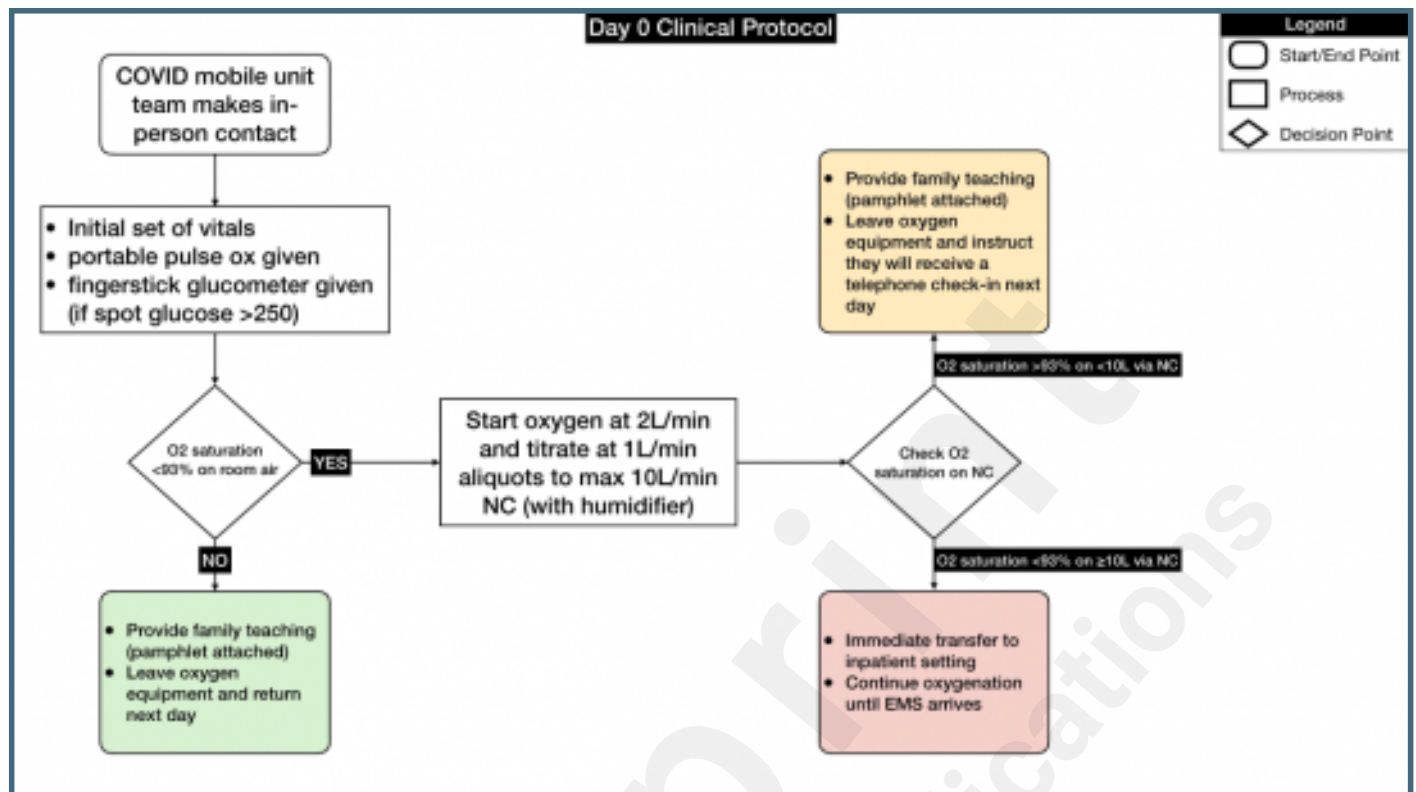 Day 0 Clinical Protocol
Legend
Start/End Point
Process
Decision Point
COVID mobile unit
team makes in-
person contact
• Initial set of vitals
• portable pulse ox given
• fingerstick glucometer given
(if spot glucose >250)
O2 saturation
<93% on room air
YES
NO
• Provide family teaching
(pamphlet attached)
• Leave oxygen
equipment and return
next day
Start oxygen at 2L/min
and titrate at 1L/min
aliquots to max 10L/min
NC (with humidifier)
Check O2
saturation on NC
O2 saturation >93% on <10L via NC
• Provide family teaching
(pamphlet attached)
• Leave oxygen
equipment and instruct
they will receive a
telephone check-in next
day
O2 saturation <93% on ≥10L via NC
• Immediate transfer to
inpatient setting
• Continue oxygenation
until EMS arrives
print
ications